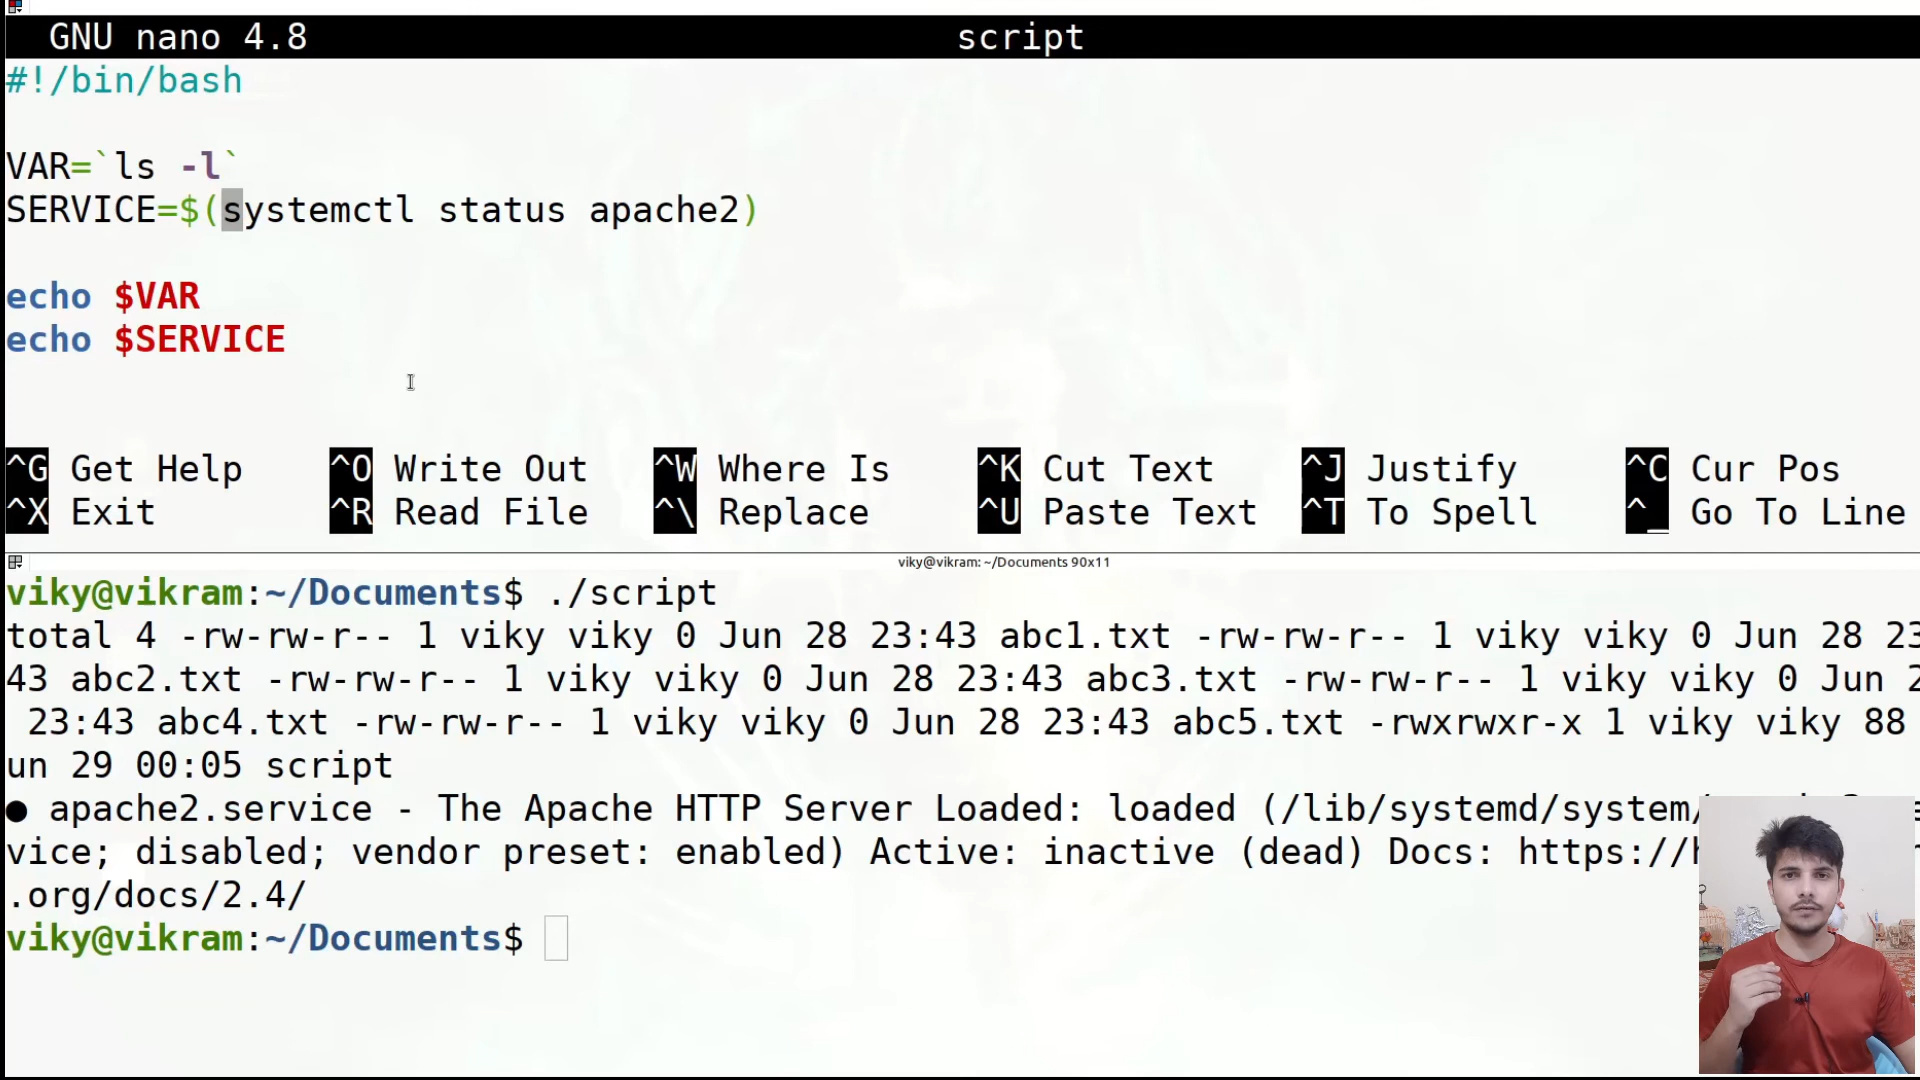 GNU nano 4.8 script
#!/bin/bash
VAR=`ls -l`
SERVICE=$(systemctl status apache2)
echo $VAR
echo $SERVICE
^G Get Help ^O Write Out ^W Where Is ^K Cut Text ^J Justify ^C Cur Pos
^X Exit ^R Read File ^\ Replace ^U Paste Text ^T To Spell ^_ Go To Line
viky@vikram: ~/Documents 90x11
viky@vikram:~/Documents$ ./script
total 4 -rw-rw-r-- 1 viky viky 0 Jun 28 23:43 abc1.txt -rw-rw-r-- 1 viky viky 0 Jun 28 23
43 abc2.txt -rw-rw-r-- 1 viky viky 0 Jun 28 23:43 abc3.txt -rw-rw-r-- 1 viky viky 0 Jun 2
23:43 abc4.txt -rw-rw-r-- 1 viky viky 0 Jun 28 23:43 abc5.txt -rwxrwxr-x 1 viky viky 88
un 29 00:05 script
● apache2.service - The Apache HTTP Server Loaded: loaded (/lib/systemd/system/
vice; disabled; vendor preset: enabled) Active: inactive (dead) Docs: https://
.org/docs/2.4/
viky@vikram:~/Documents$